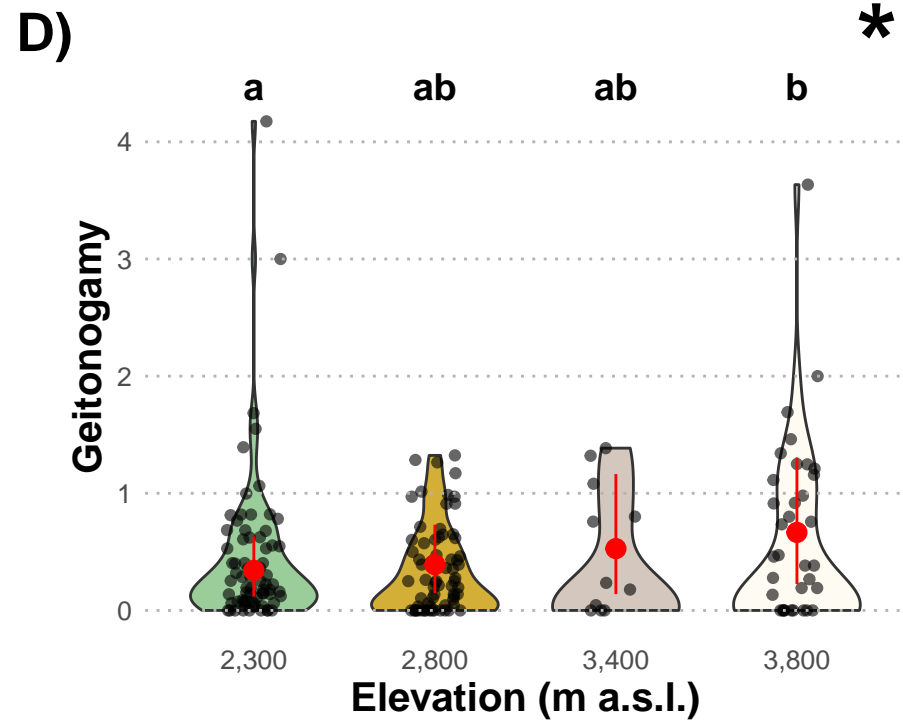 D)
*
a ab ab b
4
3
2
1
0
Geitonogamy
2,300 2,800 3,400 3,800
Elevation (m a.s.l.)